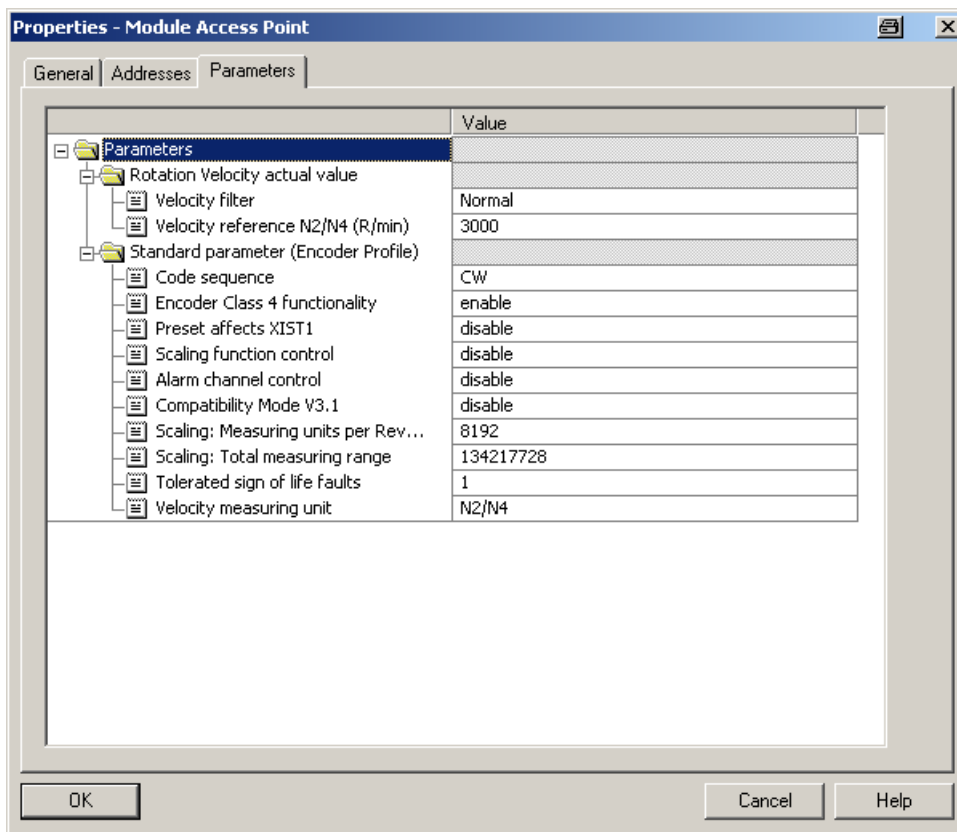 Properties - Module Access Point
General Addresses Parameters
Value
Parameters
Rotation Velocity actual value
Velocity filter Normal
Velocity reference N2/N4 (R/min) 3000
Standard parameter (Encoder Profile)
Code sequence CW
Encoder Class 4 functionality enable
Preset affects XIST1 disable
Scaling function control disable
Alarm channel control disable
Compatibility Mode V3.1 disable
Scaling: Measuring units per Rev... 8192
Scaling: Total measuring range 134217728
Tolerated sign of life faults 1
Velocity measuring unit N2/N4
OK Cancel Help